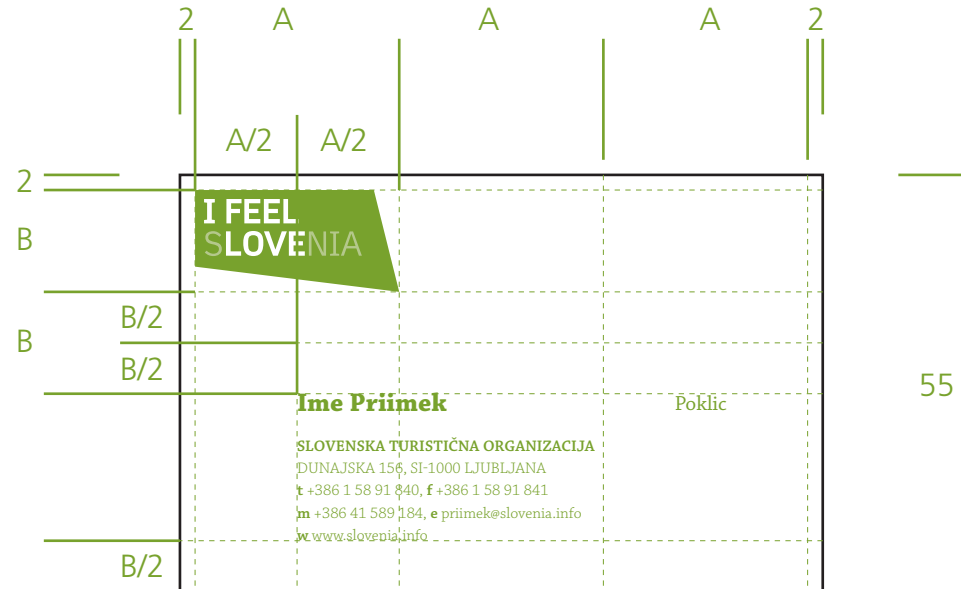 2 A A A 2
A/2 A/2
2
I FEEL
B
SLOVENIA
B/2
B
B/2
55
Ime Priimek Poklic
SLOVENSKA TURISTIČNA ORGANIZACIJA
DUNAJSKA 156, SI-1000 LJUBLJANA
t +386 1 58 91 840, f +386 1 58 91 841
m +386 41 589 184, e priimek@slovenia.info
w www.slovenia.info
B/2